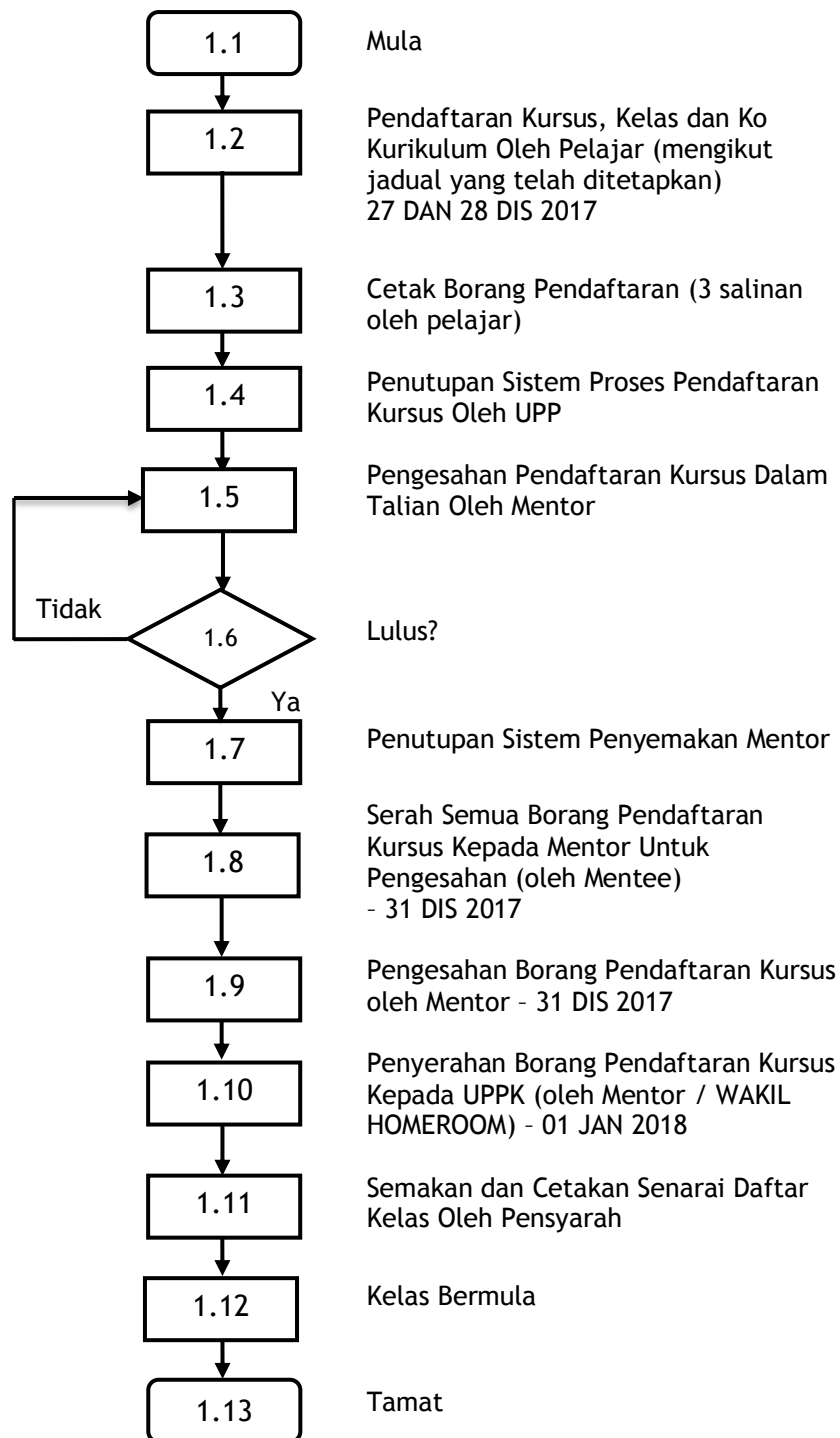 1.1
Mula
1.2
Pendaftaran Kursus, Kelas dan Ko
Kurikulum Oleh Pelajar (mengikut
jadual yang telah ditetapkan)
27 DAN 28 DIS 2017
1.3
Cetak Borang Pendaftaran (3 salinan
oleh pelajar)
1.4
Penutupan Sistem Proses Pendaftaran
Kursus Oleh UPP
1.5
Pengesahan Pendaftaran Kursus Dalam
Talian Oleh Mentor
Tidak
1.6
Lulus?
Ya
1.7
Penutupan Sistem Penyemakan Mentor
1.8
Serah Semua Borang Pendaftaran
Kursus Kepada Mentor Untuk
Pengesahan (oleh Mentee)
– 31 DIS 2017
1.9
Pengesahan Borang Pendaftaran Kursus
oleh Mentor – 31 DIS 2017
1.10
Penyerahan Borang Pendaftaran Kursus
Kepada UPPK (oleh Mentor / WAKIL
HOMEROOM) – 01 JAN 2018
1.11
Semakan dan Cetakan Senarai Daftar
Kelas Oleh Pensyarah
1.12
Kelas Bermula
1.13
Tamat